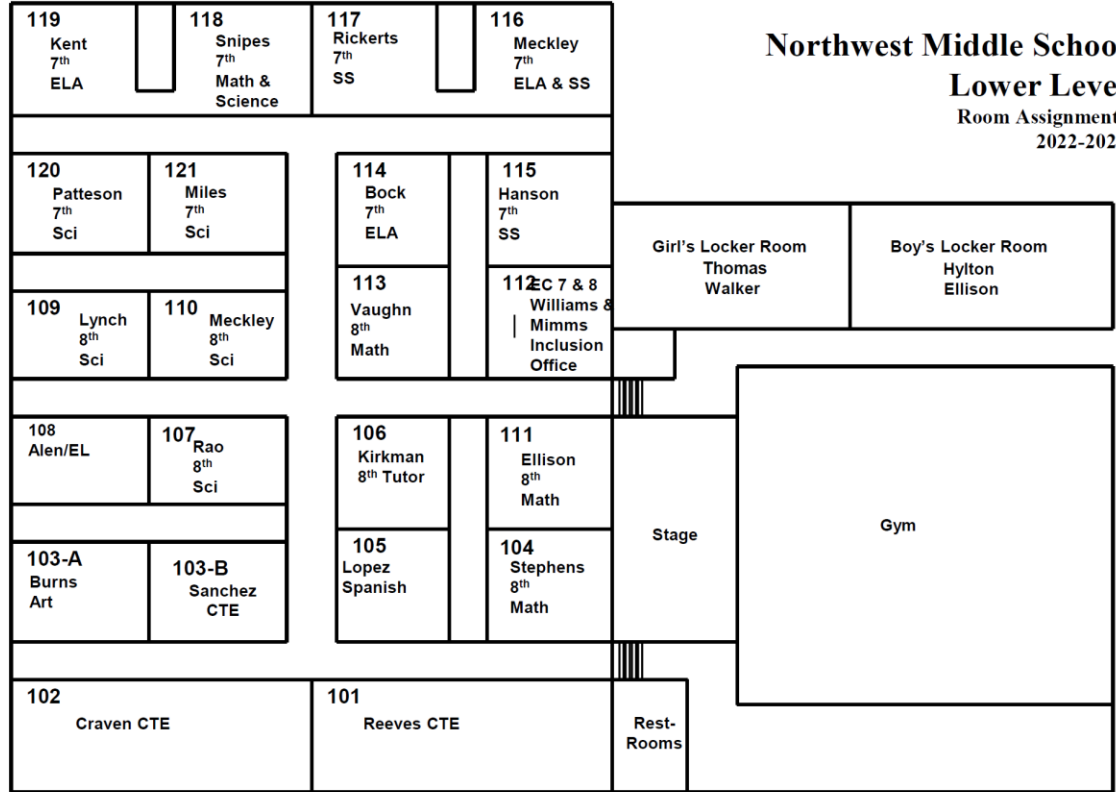 Northwest Middle Schoo
Lower Leve
Room Assignment
2022-202
119
Kent
7th
ELA
118
Snipes
7th
Math &
Science
117
Rickerts
7th
SS
116
Meckley
7th
ELA & SS
120
Patteson
7th
Sci
121
Miles
7th
Sci
114
Bock
7th
ELA
115
Hanson
7th
SS
Girl's Locker Room
Thomas
Walker
Boy's Locker Room
Hylton
Ellison
109
Lynch
8th
Sci
110
Meckley
8th
Sci
113
Vaughn
8th
Math
112
EC 7 & 8
Williams &
Mimms
Inclusion
Office
108
Alen/EL
107
Rao
8th
Sci
106
Kirkman
8th Tutor
111
Ellison
8th
Math
Stage
Gym
103-A
Burns
Art
103-B
Sanchez
CTE
105
Lopez
Spanish
104
Stephens
8th
Math
102
Craven CTE
101
Reeves CTE
Rest-
Rooms